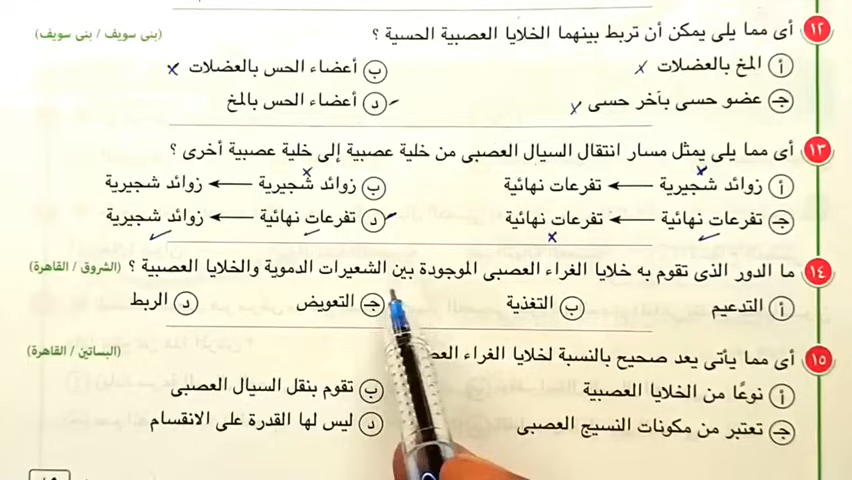 ١٢ أى مما يلى يمكن أن تربط بينهما الخلايا العصبية الحسية ؟ (بنى سويف / بنى سويف)
أ المخ بالعضلات ب أعضاء الحس بالعضلات
ج عضو حسى بآخر حسى د أعضاء الحس بالمخ
١٣ أى مما يلى يمثل مسار انتقال السيال العصبى من خلية عصبية إلى خلية عصبية أخرى ؟
أ زوائد شجيرية ← تفرعات نهائية ب زوائد شجيرية ← زوائد شجيرية
ج تفرعات نهائية ← تفرعات نهائية د تفرعات نهائية ← زوائد شجيرية
١٤ ما الدور الذى تقوم به خلايا الغراء العصبى الموجودة بين الشعيرات الدموية والخلايا العصبية ؟ (الشروق / القاهرة)
أ التدعيم ب التغذية ج التعويض د الربط
١٥ أى مما يأتى يعد صحيح بالنسبة لخلايا الغراء (البساتين / القاهرة)
أ نوعًا من الخلايا العصبية ب تقوم بنقل السيال العصبى
ج تعتبر من مكونات النسيج العصبى د ليس لها القدرة على الانقسام